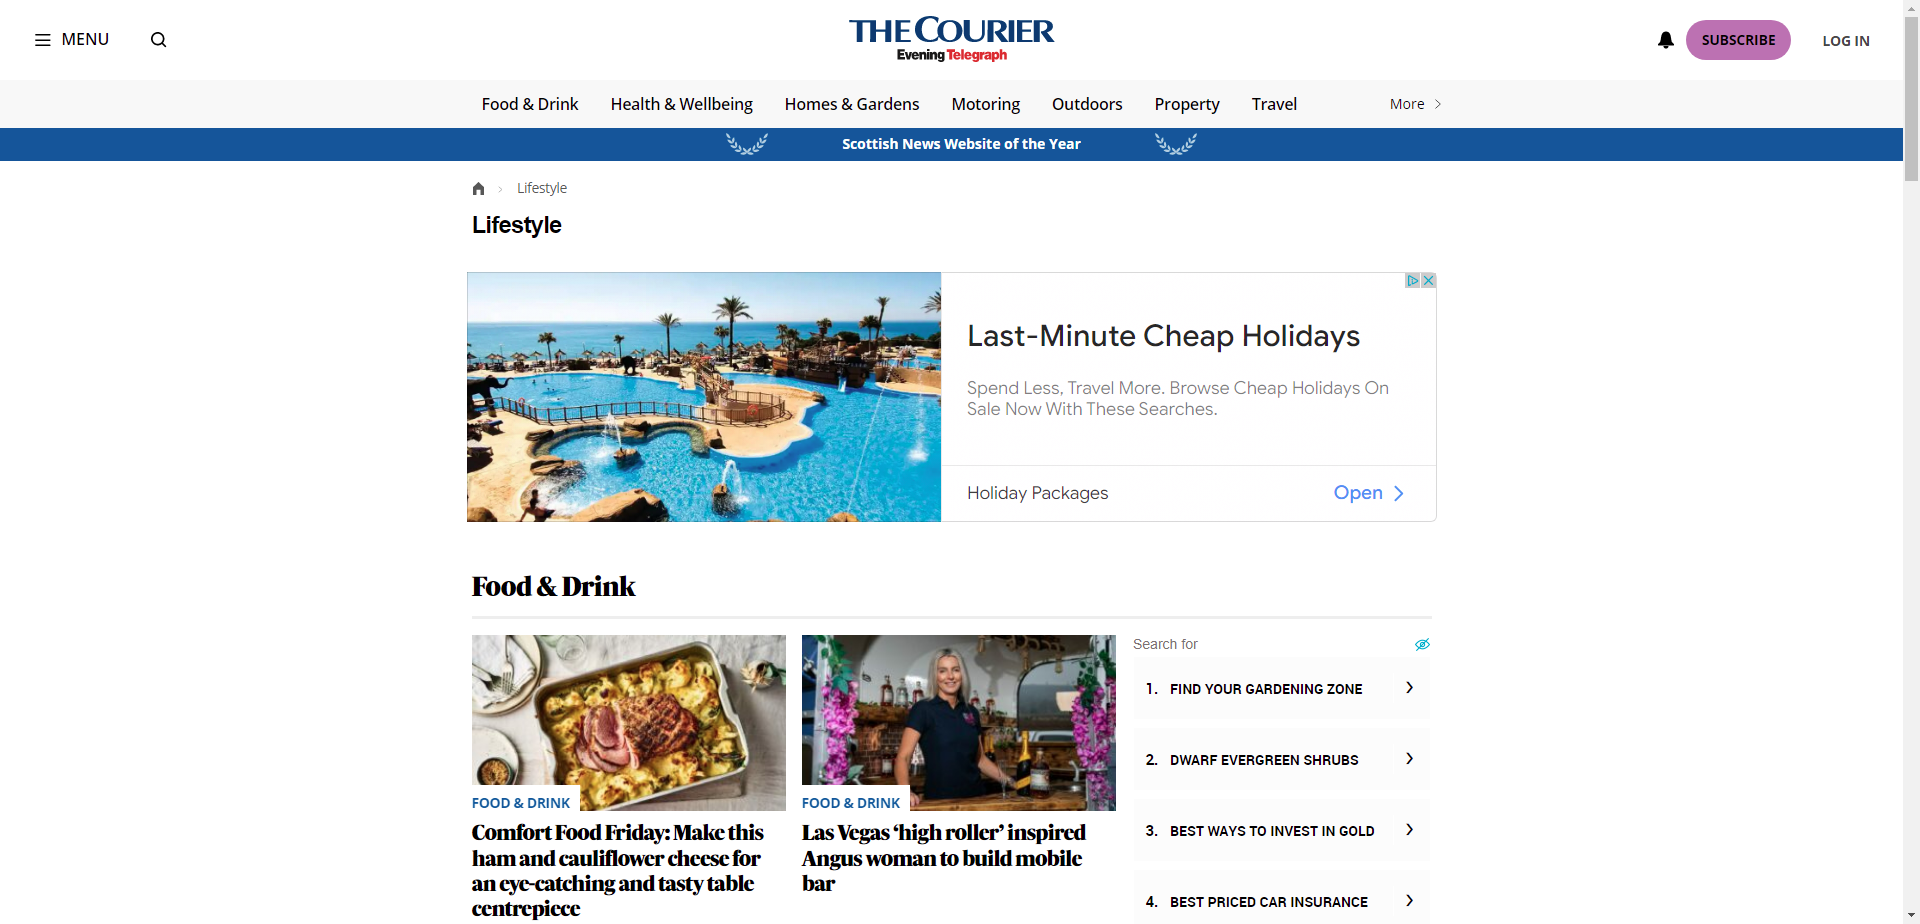 MENU
THE COURIER
Evening Telegraph
SUBSCRIBE
LOG IN
Food & Drink
Health & Wellbeing
Homes & Gardens
Motoring
Outdoors
Property
Travel
More
Scottish News Website of the Year
Lifestyle
Lifestyle
Last-Minute Cheap Holidays
Spend Less, Travel More. Browse Cheap Holidays On
Sale Now With These Searches.
Holiday Packages
Open
Food & Drink
FOOD & DRINK
Comfort Food Friday: Make this
ham and cauliflower cheese for
an eye-catching and tasty table
centrepiece
FOOD & DRINK
Las Vegas ‘high roller’ inspired
Angus woman to build mobile
bar
Search for
1. FIND YOUR GARDENING ZONE
2. DWARF EVERGREEN SHRUBS
3. BEST WAYS TO INVEST IN GOLD
4. BEST PRICED CAR INSURANCE